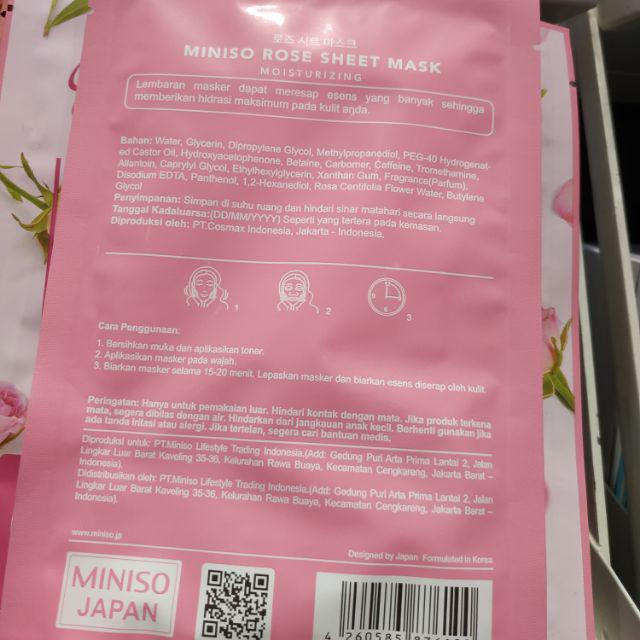 로즈 시트 마스크
MINISO ROSE SHEET MASK
MOISTURIZING
Lembaran masker dapat meresap esens yang banyak sehingga
memberikan hidrasi maksimum pada kulit anda.
Bahan: Water, Glycerin, Dipropylene Glycol, Methylpropanediol, PEG-40 Hydrogenat-
ed Castor Oil, Hydroxyacetophenone, Betaine, Carbomer, Caffeine, Tromethamine,
Allantoin, Caprylyl Glycol, Ethylhexylglycerin, Xanthan Gum, Fragrance(Parfum),
Disodium EDTA, Panthenol, 1,2-Hexanediol, Rosa Centifolia Flower Water, Butylene
Glycol
Penyimpanan: Simpan di suhu ruang dan hindari sinar matahari secara langsung
Tanggal Kadaluarsa:(DD/MM/YYYY) Seperti yang tertera pada kemasan.
Diproduksi oleh: PT.Cosmax Indonesia, Jakarta - Indonesia.
1 2 3
Cara Penggunaan:
1. Bersihkan muka dan aplikasikan toner.
2. Aplikasikan masker pada wajah.
3. Biarkan masker selama 15-20 menit. Lepaskan masker dan biarkan esens diserap oleh kulit.
Peringatan: Hanya untuk pemakaian luar. Hindari kontak dengan mata. Jika produk terkena
mata, segera dibilas dengan air. Hindarkan dari jangkauan anak kecil. Berhenti gunakan jika
ada tanda iritasi atau alergi. Jika tertelan, segera cari bantuan medis.
Diproduksi untuk: PT.Miniso Lifestyle Trading Indonesia.(Add: Gedung Puri Arta Prima Lantai 2, Jalan
Lingkar Luar Barat Kaveling 35-36, Kelurahan Rawa Buaya, Kecamatan Cengkareng, Jakarta Barat –
Indonesia).
Didistribusikan oleh: PT.Miniso Lifestyle Trading Indonesia.(Add: Gedung Puri Arta Prima Lantai 2, Jalan
Lingkar Luar Barat Kaveling 35-36, Kelurahan Rawa Buaya, Kecamatan Cengkareng, Jakarta Barat –
Indonesia).
www.miniso.jp
Designed by Japan Formulated in Korea
MINISO
JAPAN
4 260585